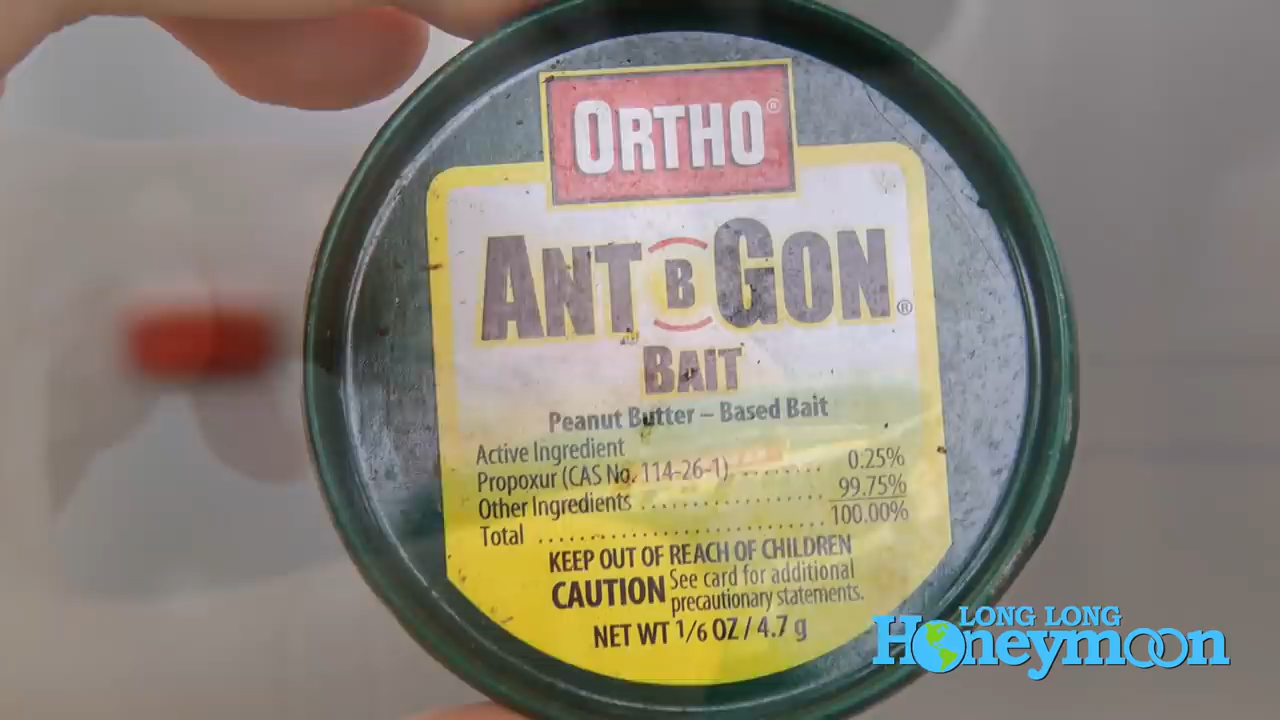 ORTHO®
ANT B GON®
BAIT
Peanut Butter – Based Bait
Active Ingredient
Propoxur (CAS No. 114-26-1) ........ 0.25%
Other Ingredients .................... 99.75%
Total .................................... 100.00%
KEEP OUT OF REACH OF CHILDREN
CAUTION See card for additional
precautionary statements.
NET WT 1/6 OZ / 4.7 g
LONG LONG
Honeymoon